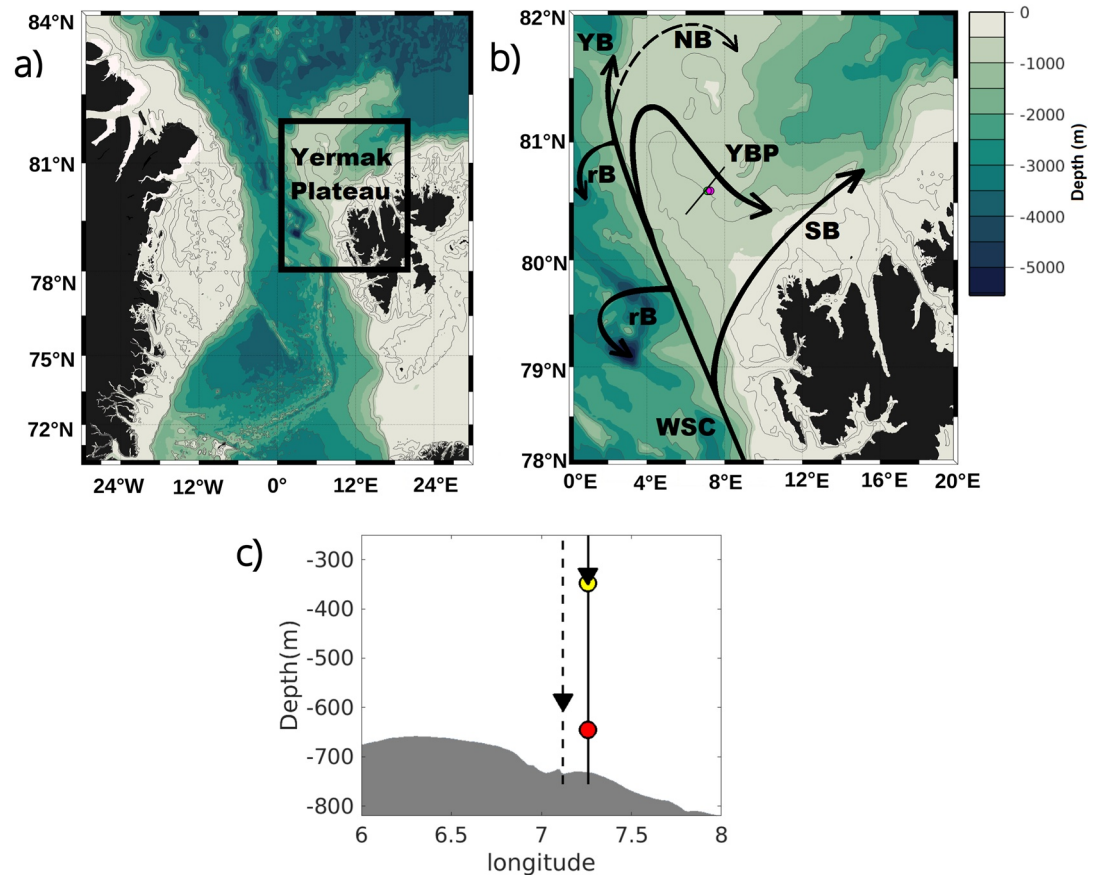 a)
84°N
81°N
78°N
75°N
72°N
24°W 12°W 0° 12°E 24°E
Yermak
Plateau
b)
82°N
81°N
80°N
79°N
78°N
0°E 4°E 8°E 12°E 16°E 20°E
YB
NB
YBP
rB
SB
rB
WSC
0
-1000
-2000
-3000
-4000
-5000
Depth (m)
c)
-300
-400
-500
-600
-700
-800
Depth(m)
6 6.5 7 7.5 8
longitude